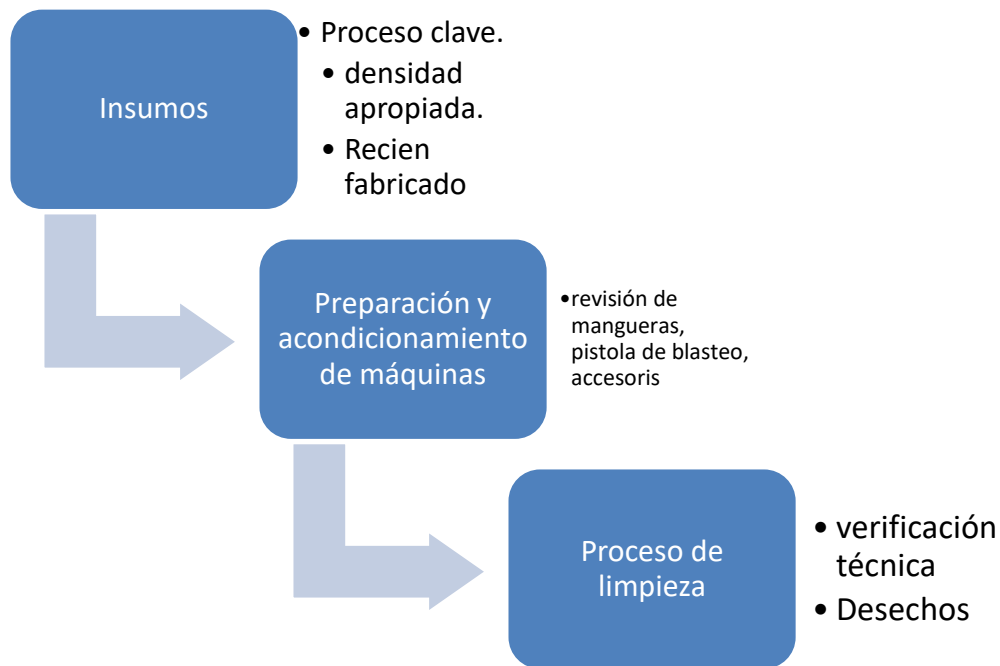 Insumos
• Proceso clave.
• densidad
apropiada.
• Recien
fabricado
Preparación y
acondicionamiento
de máquinas
•revisión de
mangueras,
pistola de blasteo,
accesoris
Proceso de
limpieza
• verificación
técnica
• Desechos